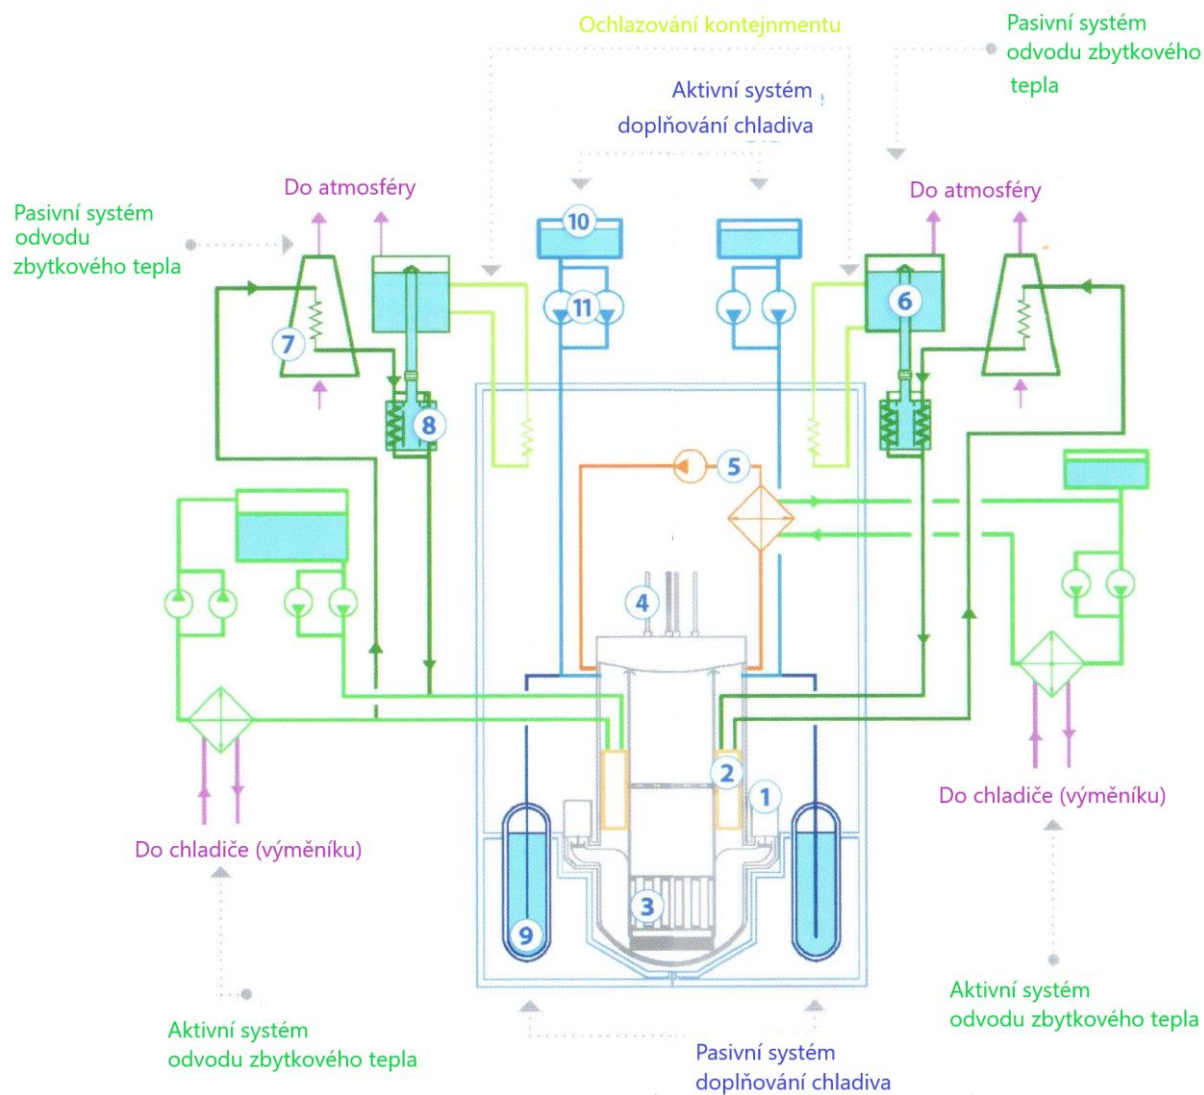 Ochlazování kontejnmentu
Pasivní systém
odvodu zbytkového
tepla
Aktivní systém
doplňování chladiva
Do atmosféry
Do atmosféry
Pasivní systém
odvodu
zbytkového tepla
10
11
6
7
8
5
4
2
1
3
9
Do chladiče (výměníku)
Do chladiče (výměníku)
Aktivní systém
odvodu zbytkového tepla
Aktivní systém
odvodu zbytkového tepla
Pasivní systém
doplňování chladiva